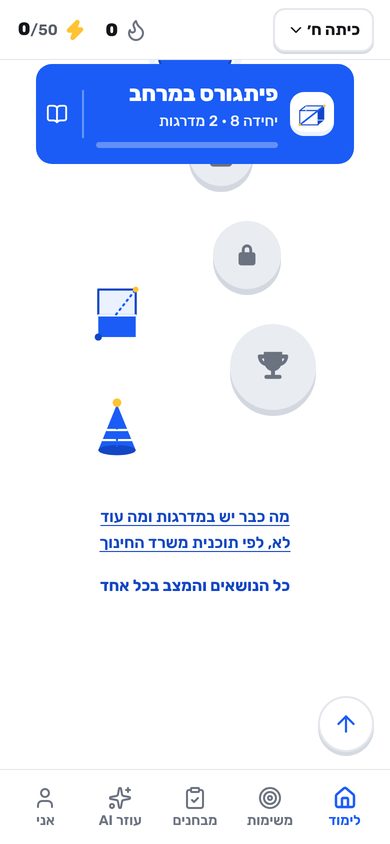 כיתה ח׳
0
0/50
פיתגורס במרחב
יחידה 8 • 2 מדרגות
מה כבר יש במדרגות ומה עוד
לא, לפי תוכנית משרד החינוך
כל הנושאים והמצב בכל אחד
לימוד
משימות
מבחנים
עוזר AI
אני